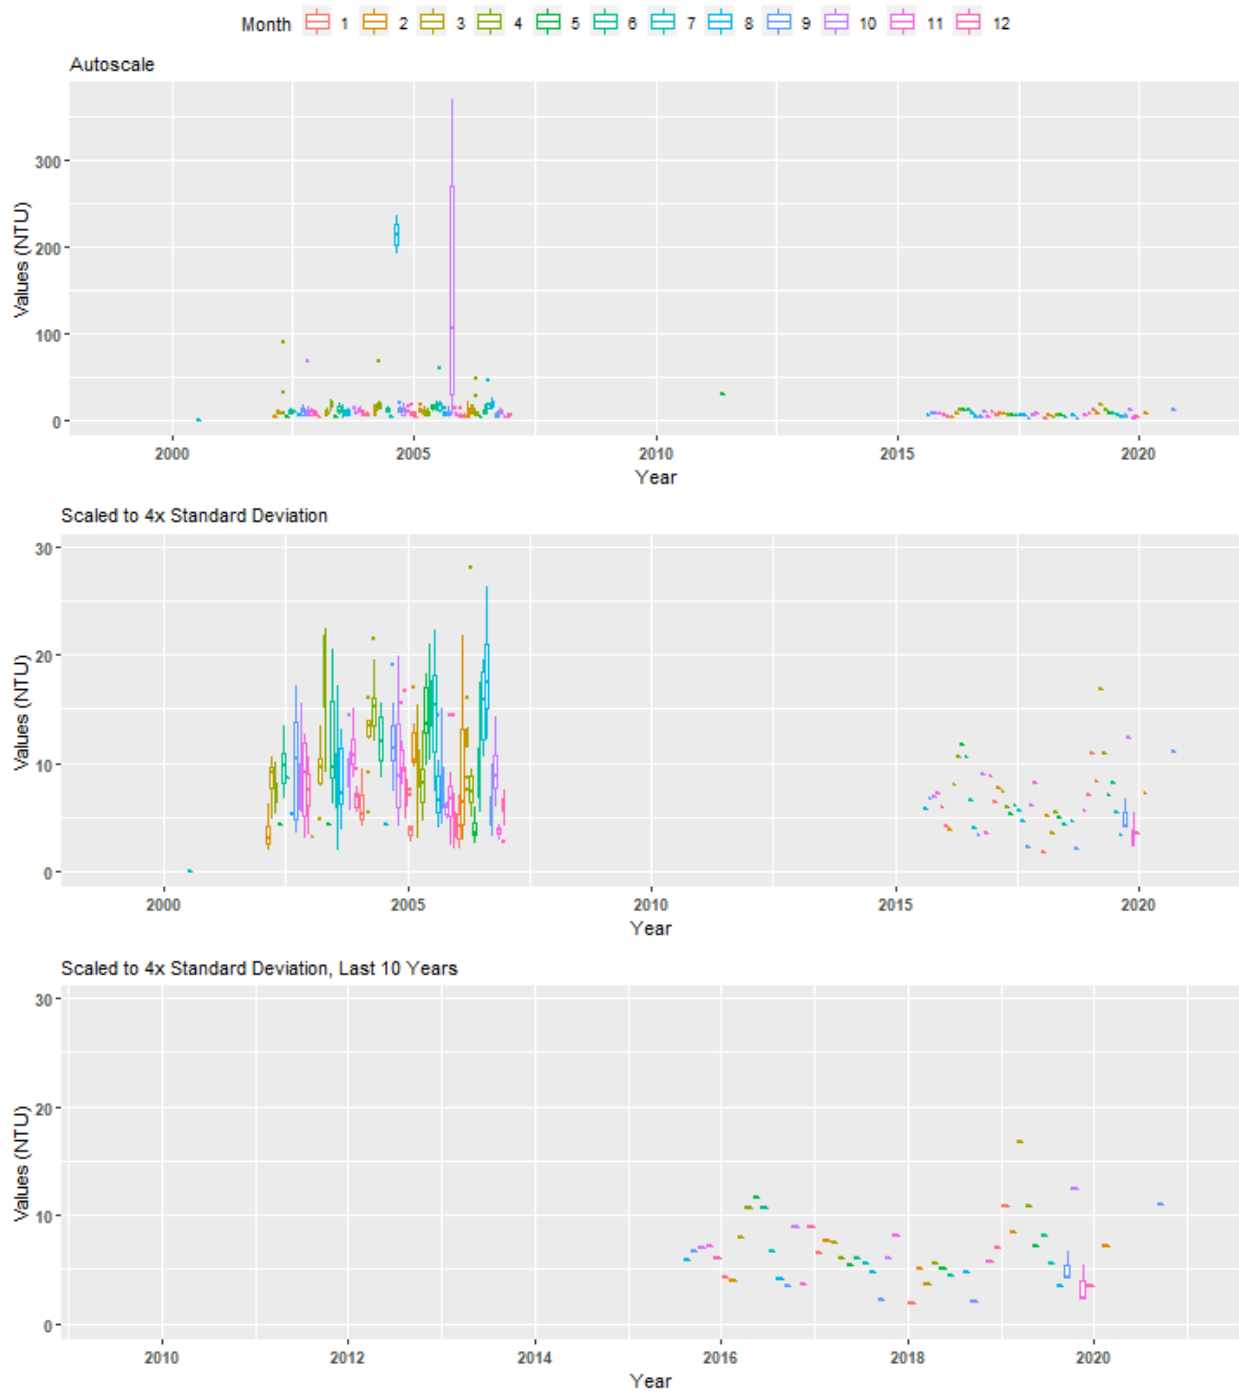 Month 1 2 3 4 5 6 7 8 9 10 11 12
Autoscale
Values (NTU)
300
200
100
0
2000 2005 2010 2015 2020
Year
Scaled to 4x Standard Deviation
Values (NTU)
30
20
10
0
2000 2005 2010 2015 2020
Year
Scaled to 4x Standard Deviation, Last 10 Years
Values (NTU)
30
20
10
0
2010 2012 2014 2016 2018 2020
Year